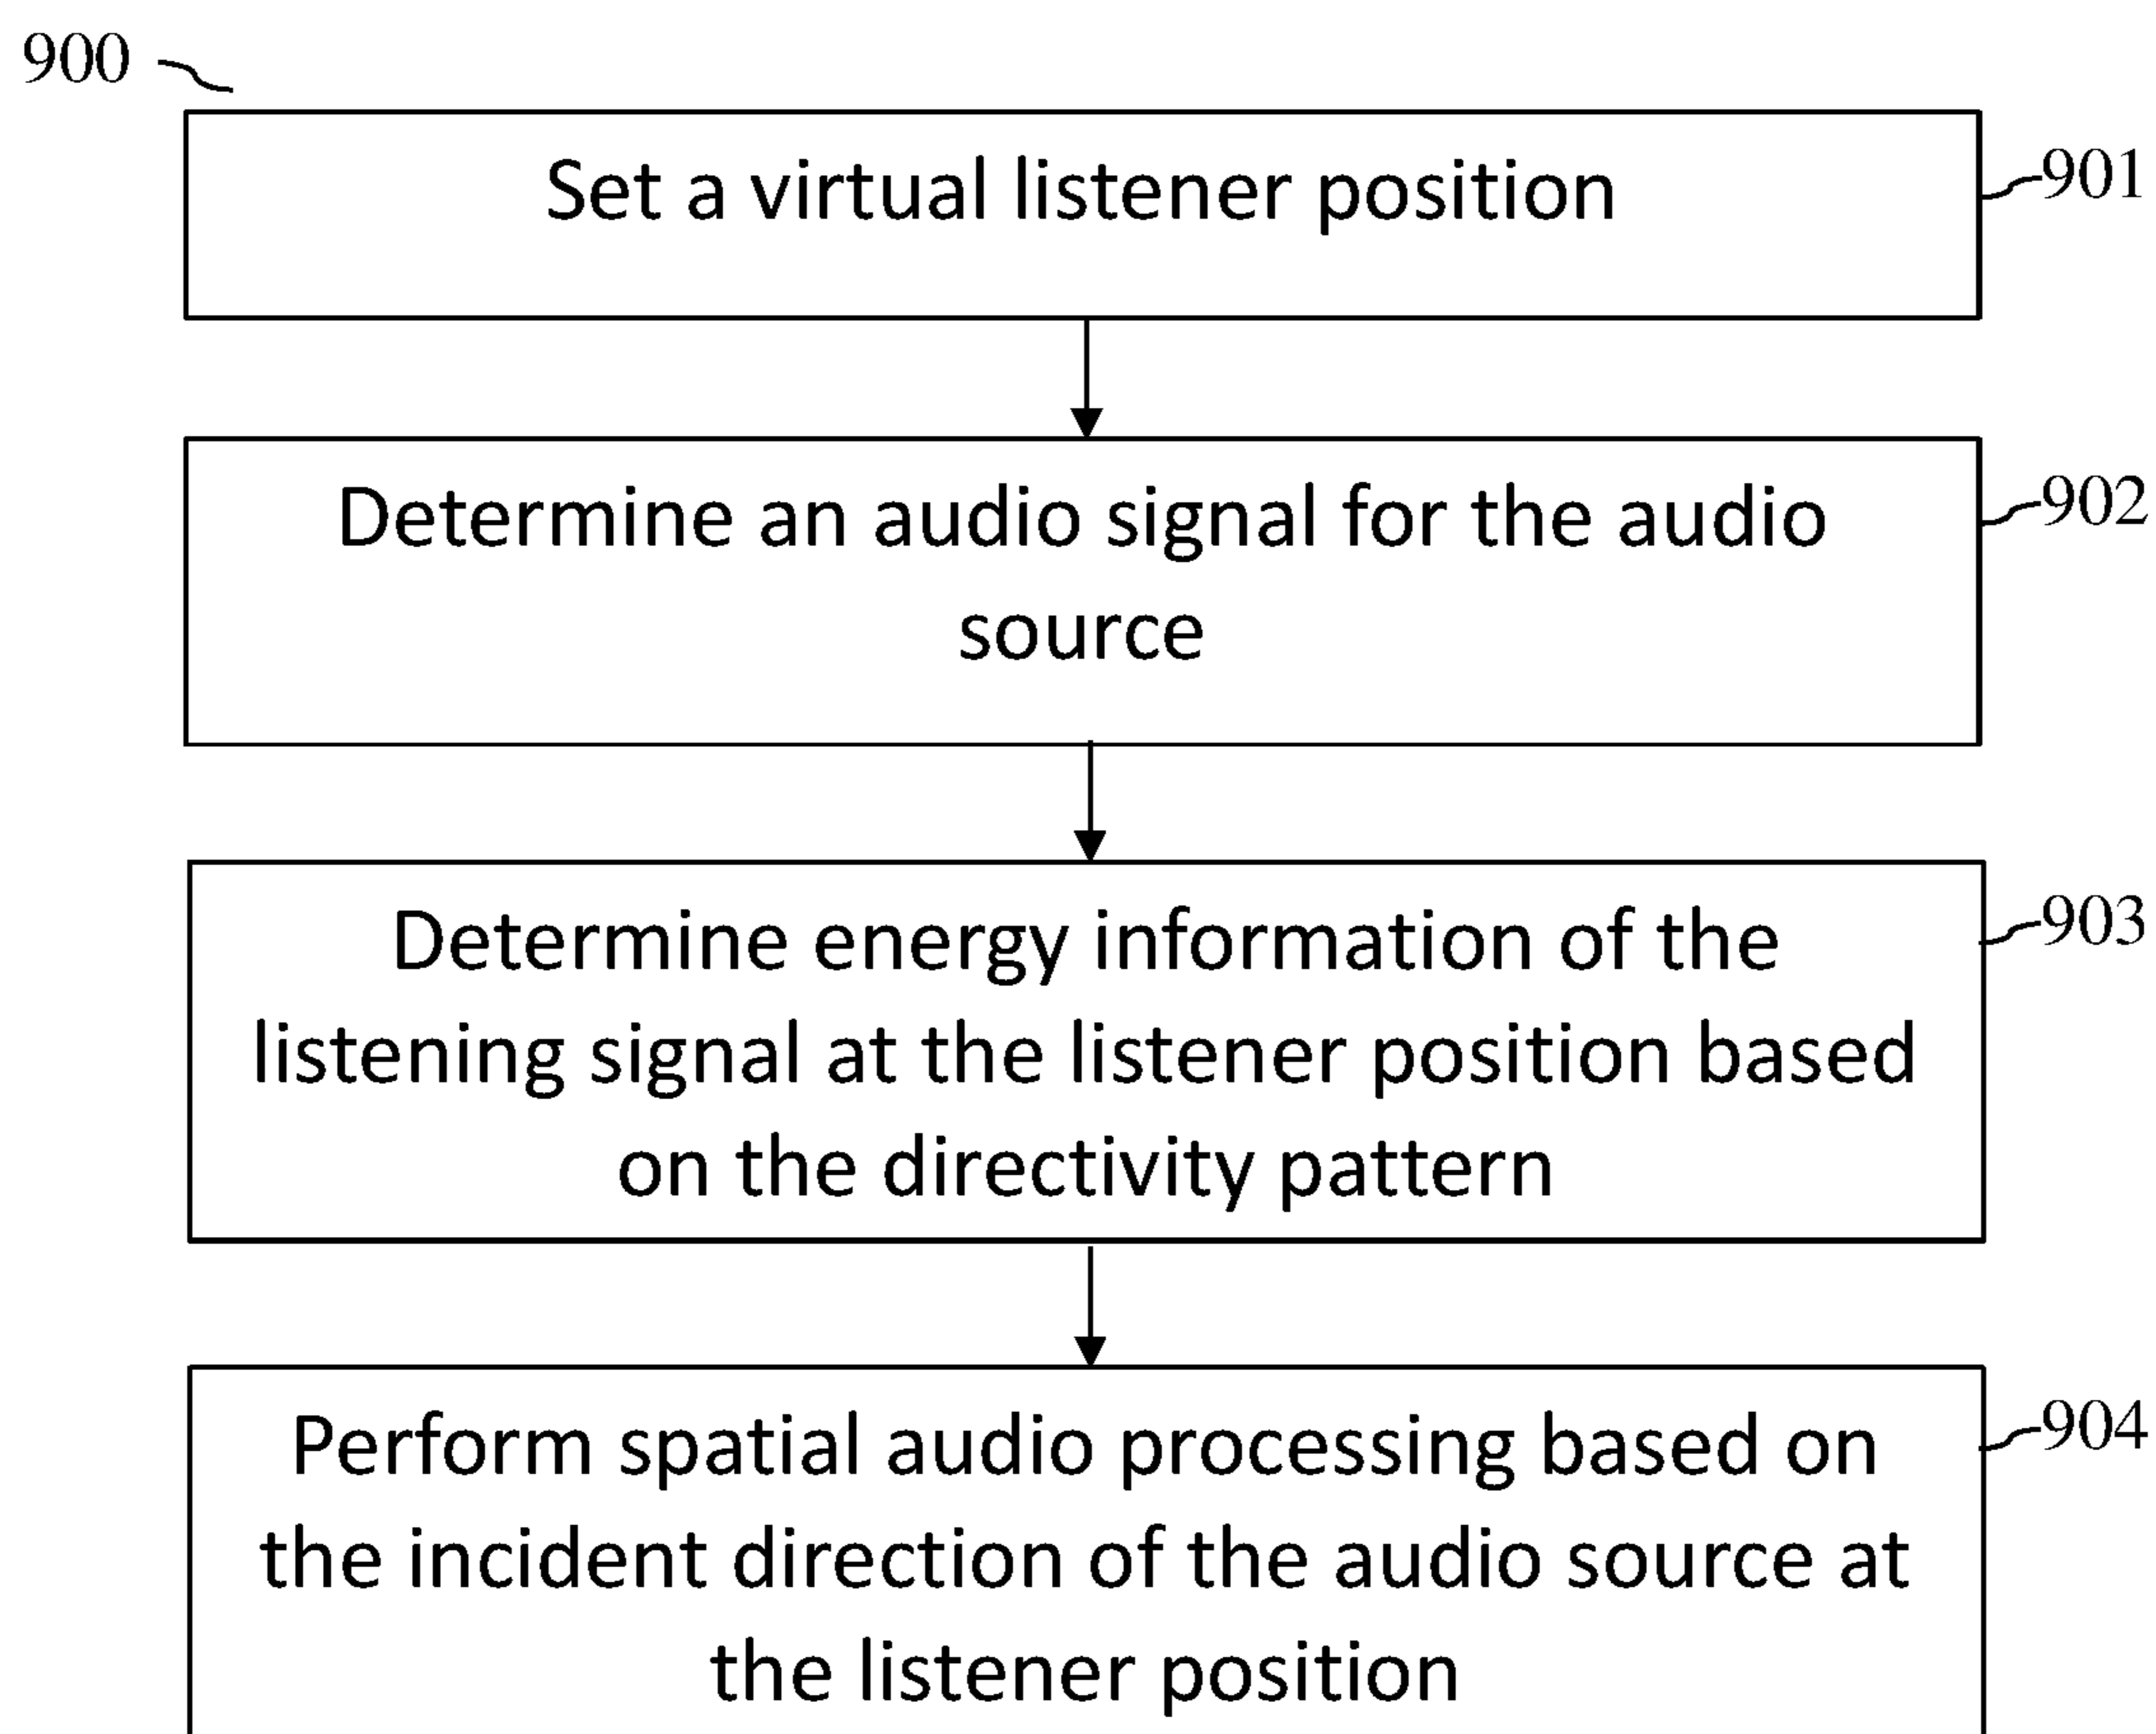 900
Set a virtual listener position
901
Determine an audio signal for the audio
source
902
Determine energy information of the
listening signal at the listener position based
on the directivity pattern
903
Perform spatial audio processing based on
the incident direction of the audio source at
the listener position
904